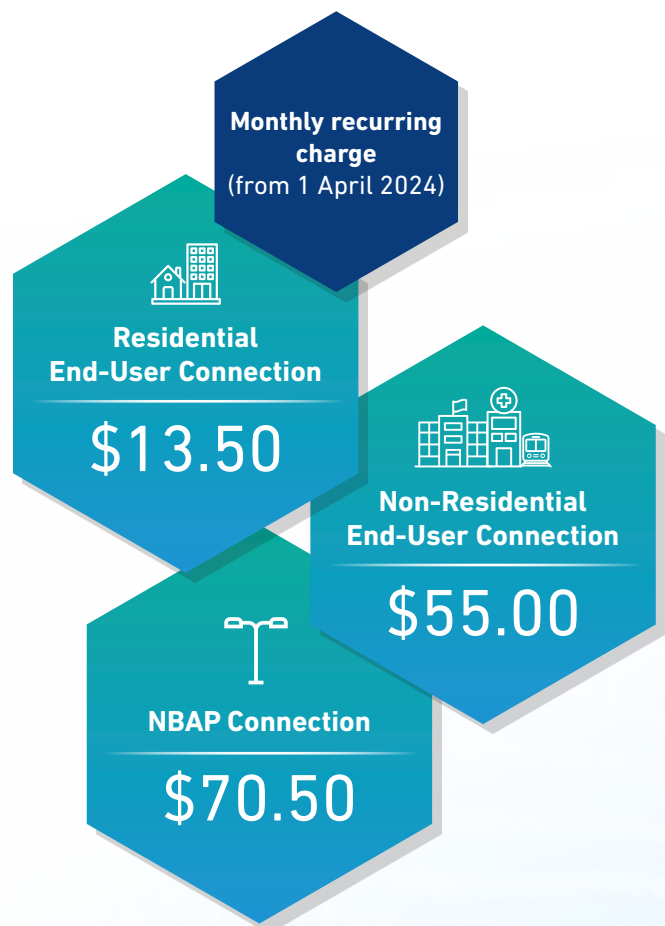 Monthly recurring
charge
(from 1 April 2024)
Residential
End-User Connection
$13.50
Non-Residential
End-User Connection
$55.00
NBAP Connection
$70.50